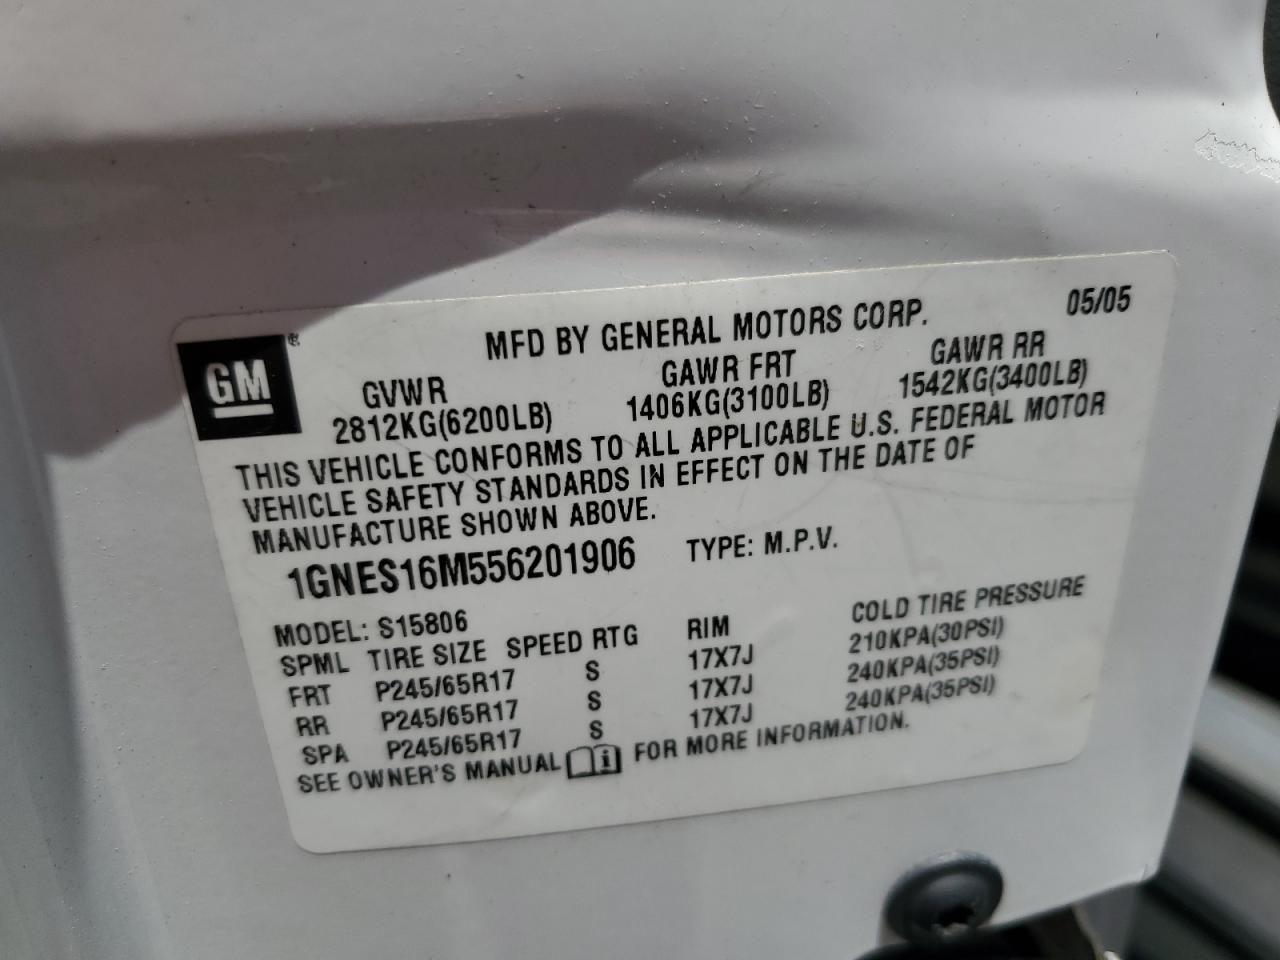 MFD BY GENERAL MOTORS CORP. 05/05
GM®
GVWR GAWR FRT GAWR RR
2812KG(6200LB) 1406KG(3100LB) 1542KG(3400LB)
THIS VEHICLE CONFORMS TO ALL APPLICABLE U.S. FEDERAL MOTOR
VEHICLE SAFETY STANDARDS IN EFFECT ON THE DATE OF
MANUFACTURE SHOWN ABOVE.
1GNES16M556201906 TYPE: M.P.V.
MODEL: S15806
SPML TIRE SIZE SPEED RTG RIM COLD TIRE PRESSURE
FRT P245/65R17 S 17X7J 210KPA(30PSI)
RR P245/65R17 S 17X7J 240KPA(35PSI)
SPA P245/65R17 S 17X7J 240KPA(35PSI)
SEE OWNER'S MANUAL i FOR MORE INFORMATION.